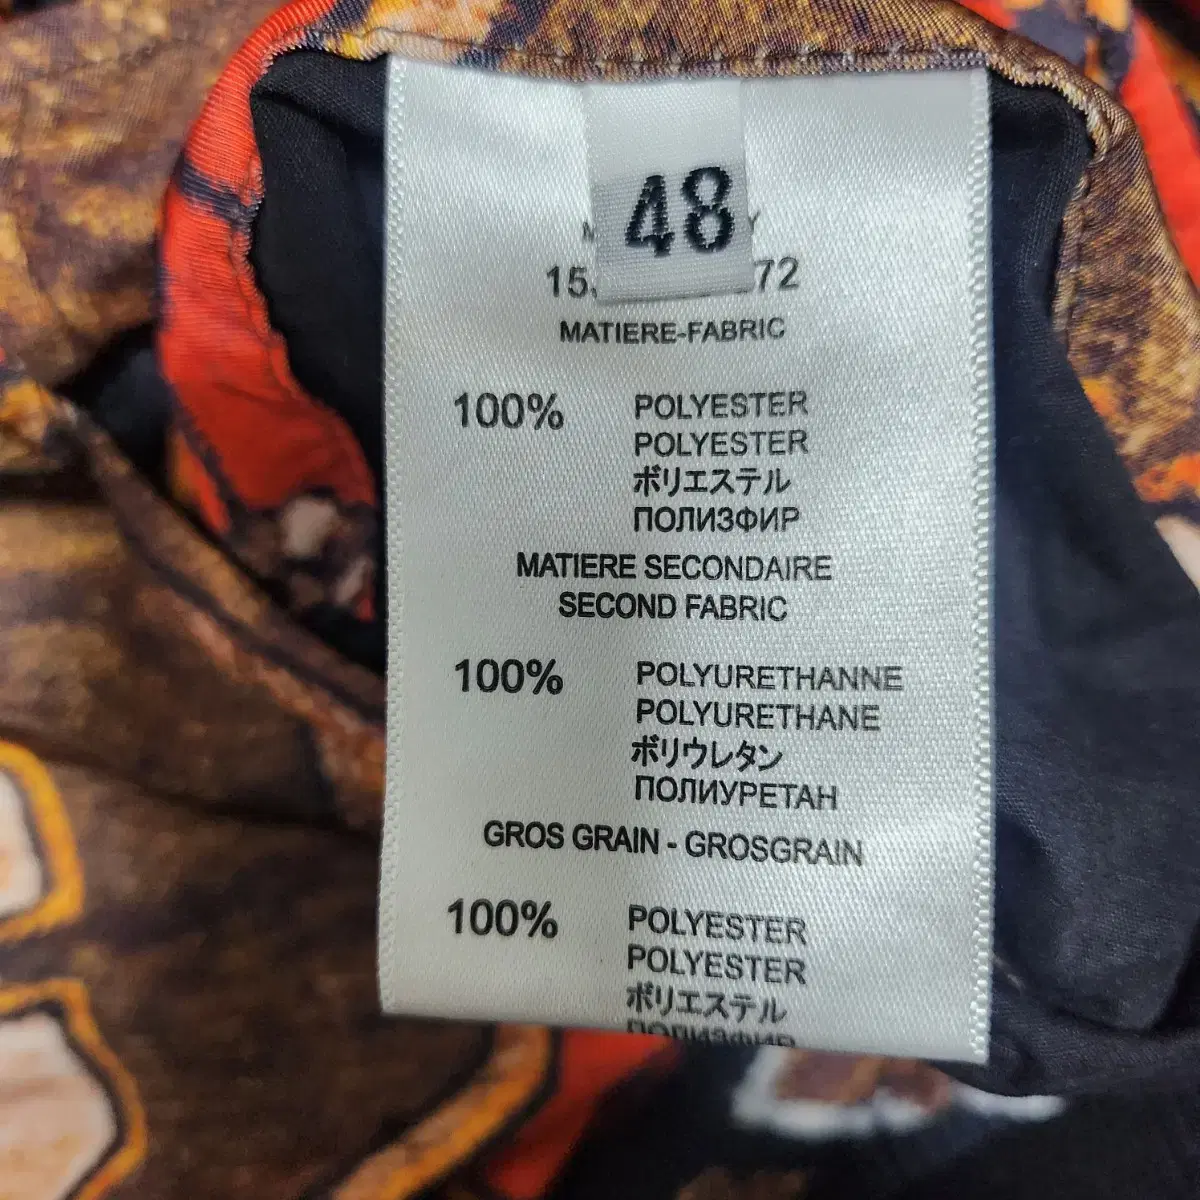 48
15. 72
MATIERE-FABRIC
100% POLYESTER
POLYESTER
ポリエステル
ПОЛИЗФИР
MATIERE SECONDAIRE
SECOND FABRIC
100% POLYURETHANNE
POLYURETHANE
ポリウレタン
ПОЛИУРЕТАН
GROS GRAIN - GROSGRAIN
100% POLYESTER
POLYESTER
ポリエステル
ПОЛИЗФИР